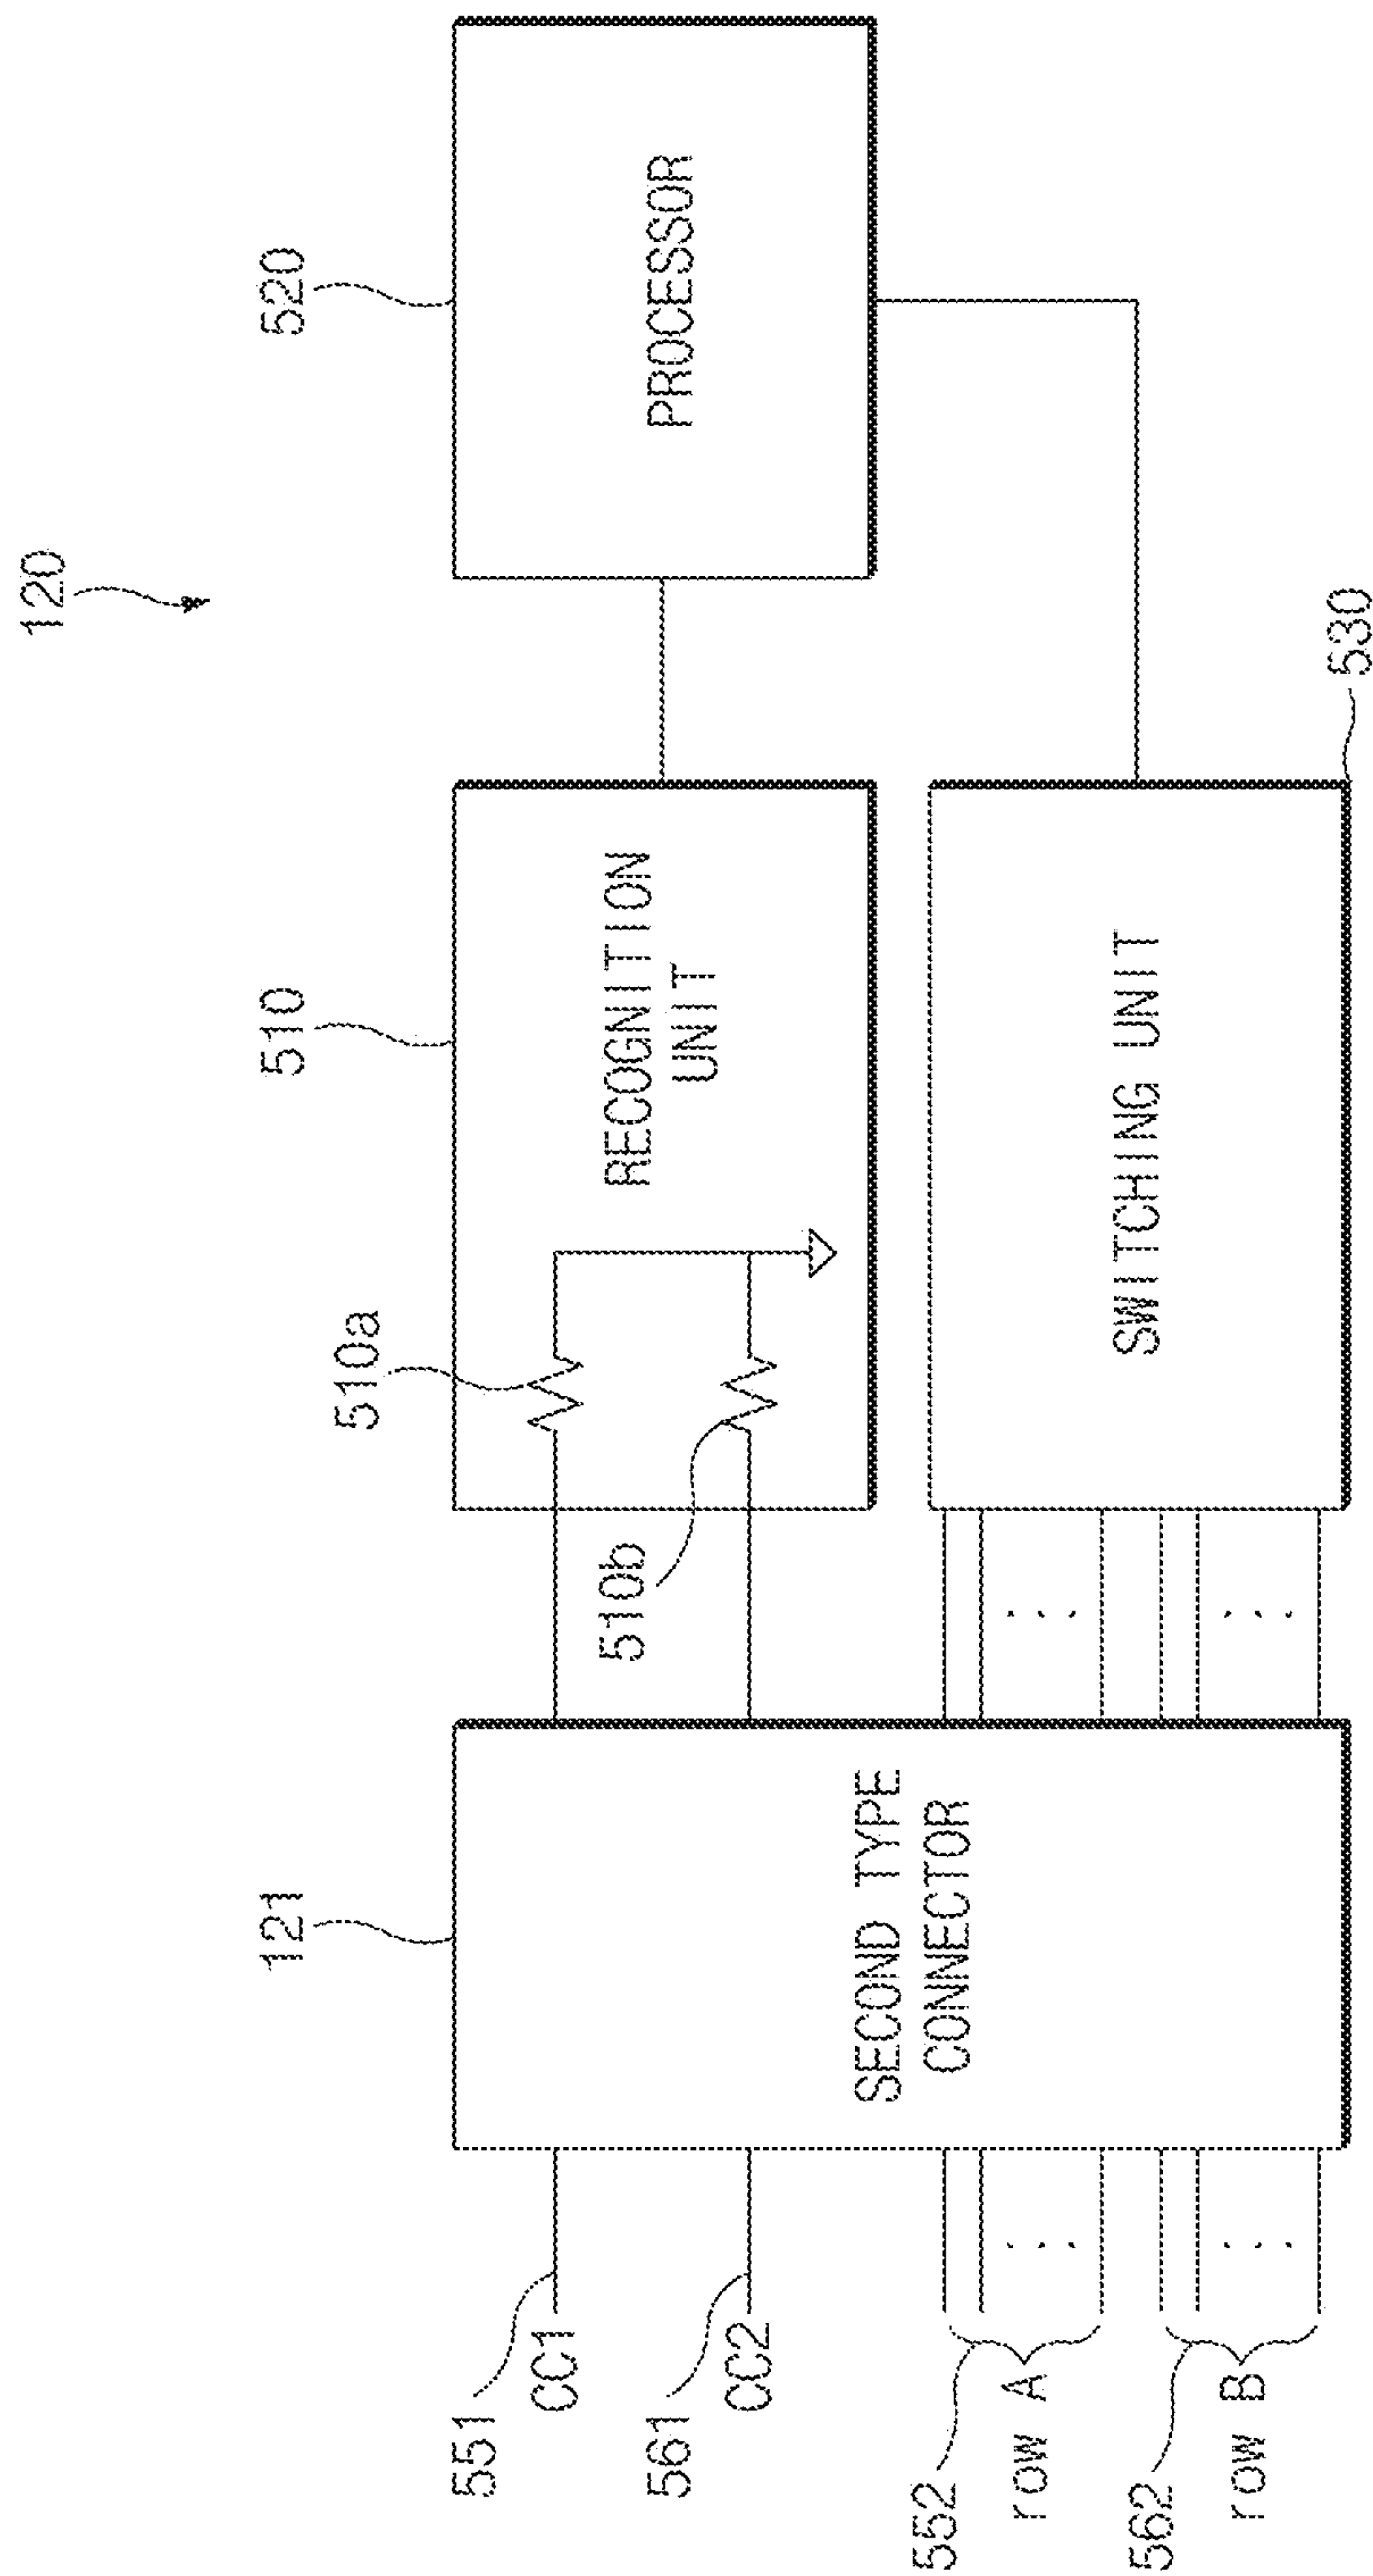 120
121
510
520
510a
510b
RECOGNITION
UNIT
PROCESSOR
551
CC1
561
CC2
SECOND TYPE
CONNECTOR
552
row A
562
row B
SWITCHING UNIT
530